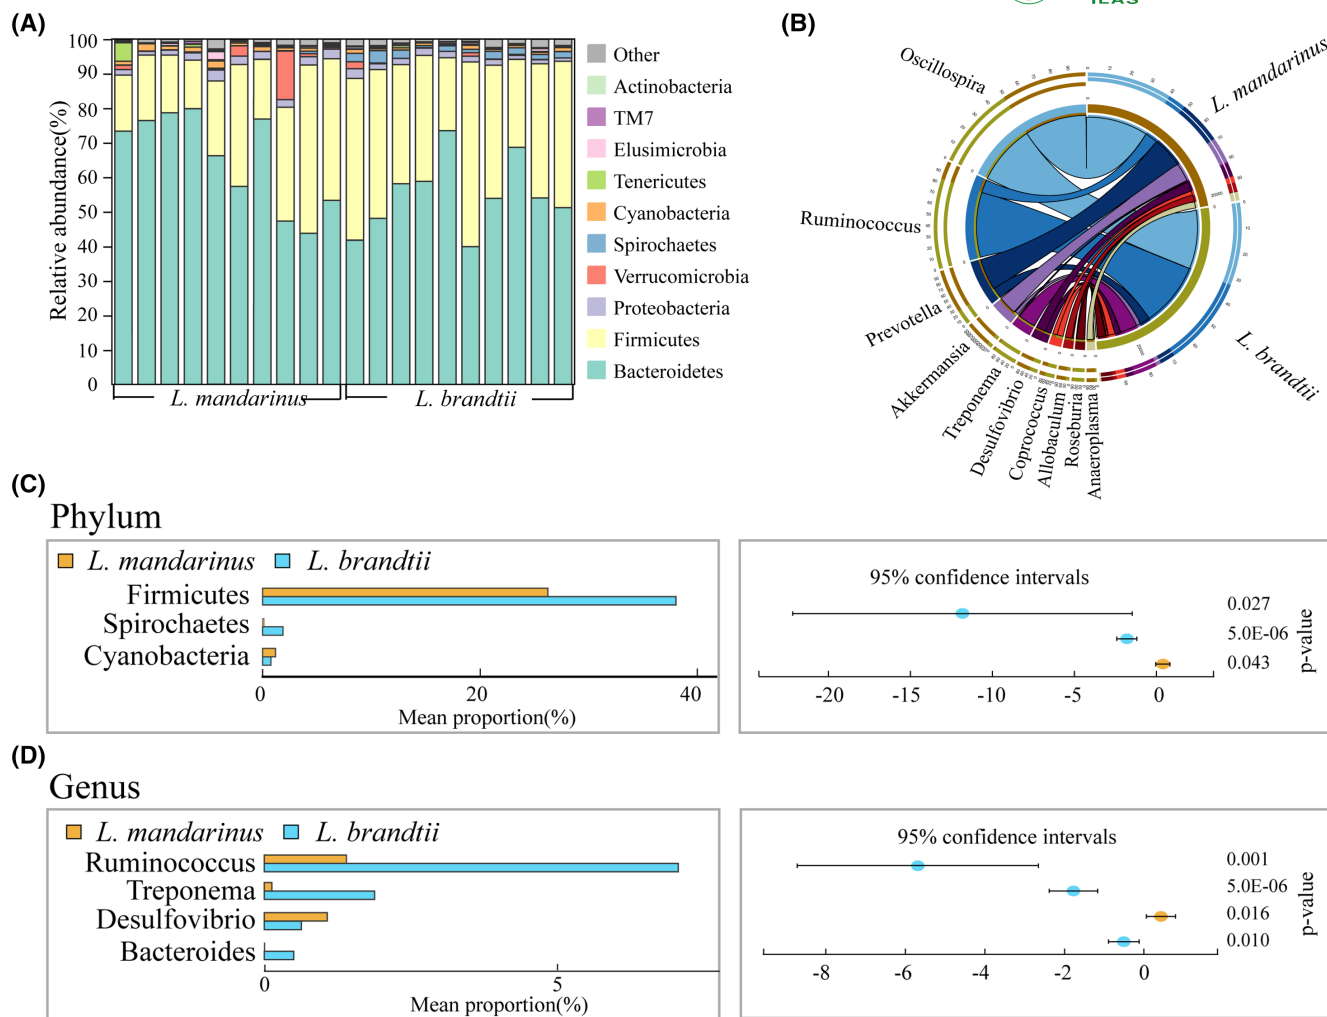 IEAS
(A)
(B)
100
90
80
70
60
50
40
30
20
10
0
Relative abundance(%)
L. mandarinus
L. brandtii
Other
Actinobacteria
TM7
Elusimicrobia
Tenericutes
Cyanobacteria
Spirochaetes
Verrucomicrobia
Proteobacteria
Firmicutes
Bacteroidetes
Oscillospira
L. mandarinus
Ruminococcus
Prevotella
Akkermansia
Treponema
Desulfovibrio
Coprococcus
Allobaculum
Roseburia
Anaeroplasma
L. brandtii
(C)
Phylum
L. mandarinus L. brandtii
Firmicutes
Spirochaetes
Cyanobacteria
0 20 40
Mean proportion(%)
95% confidence intervals
0.027
5.0E-06
0.043
p-value
-20 -15 -10 -5 0
(D)
Genus
L. mandarinus L. brandtii
Ruminococcus
Treponema
Desulfovibrio
Bacteroides
0 5
Mean proportion(%)
95% confidence intervals
0.001
5.0E-06
0.016
0.010
p-value
-8 -6 -4 -2 0